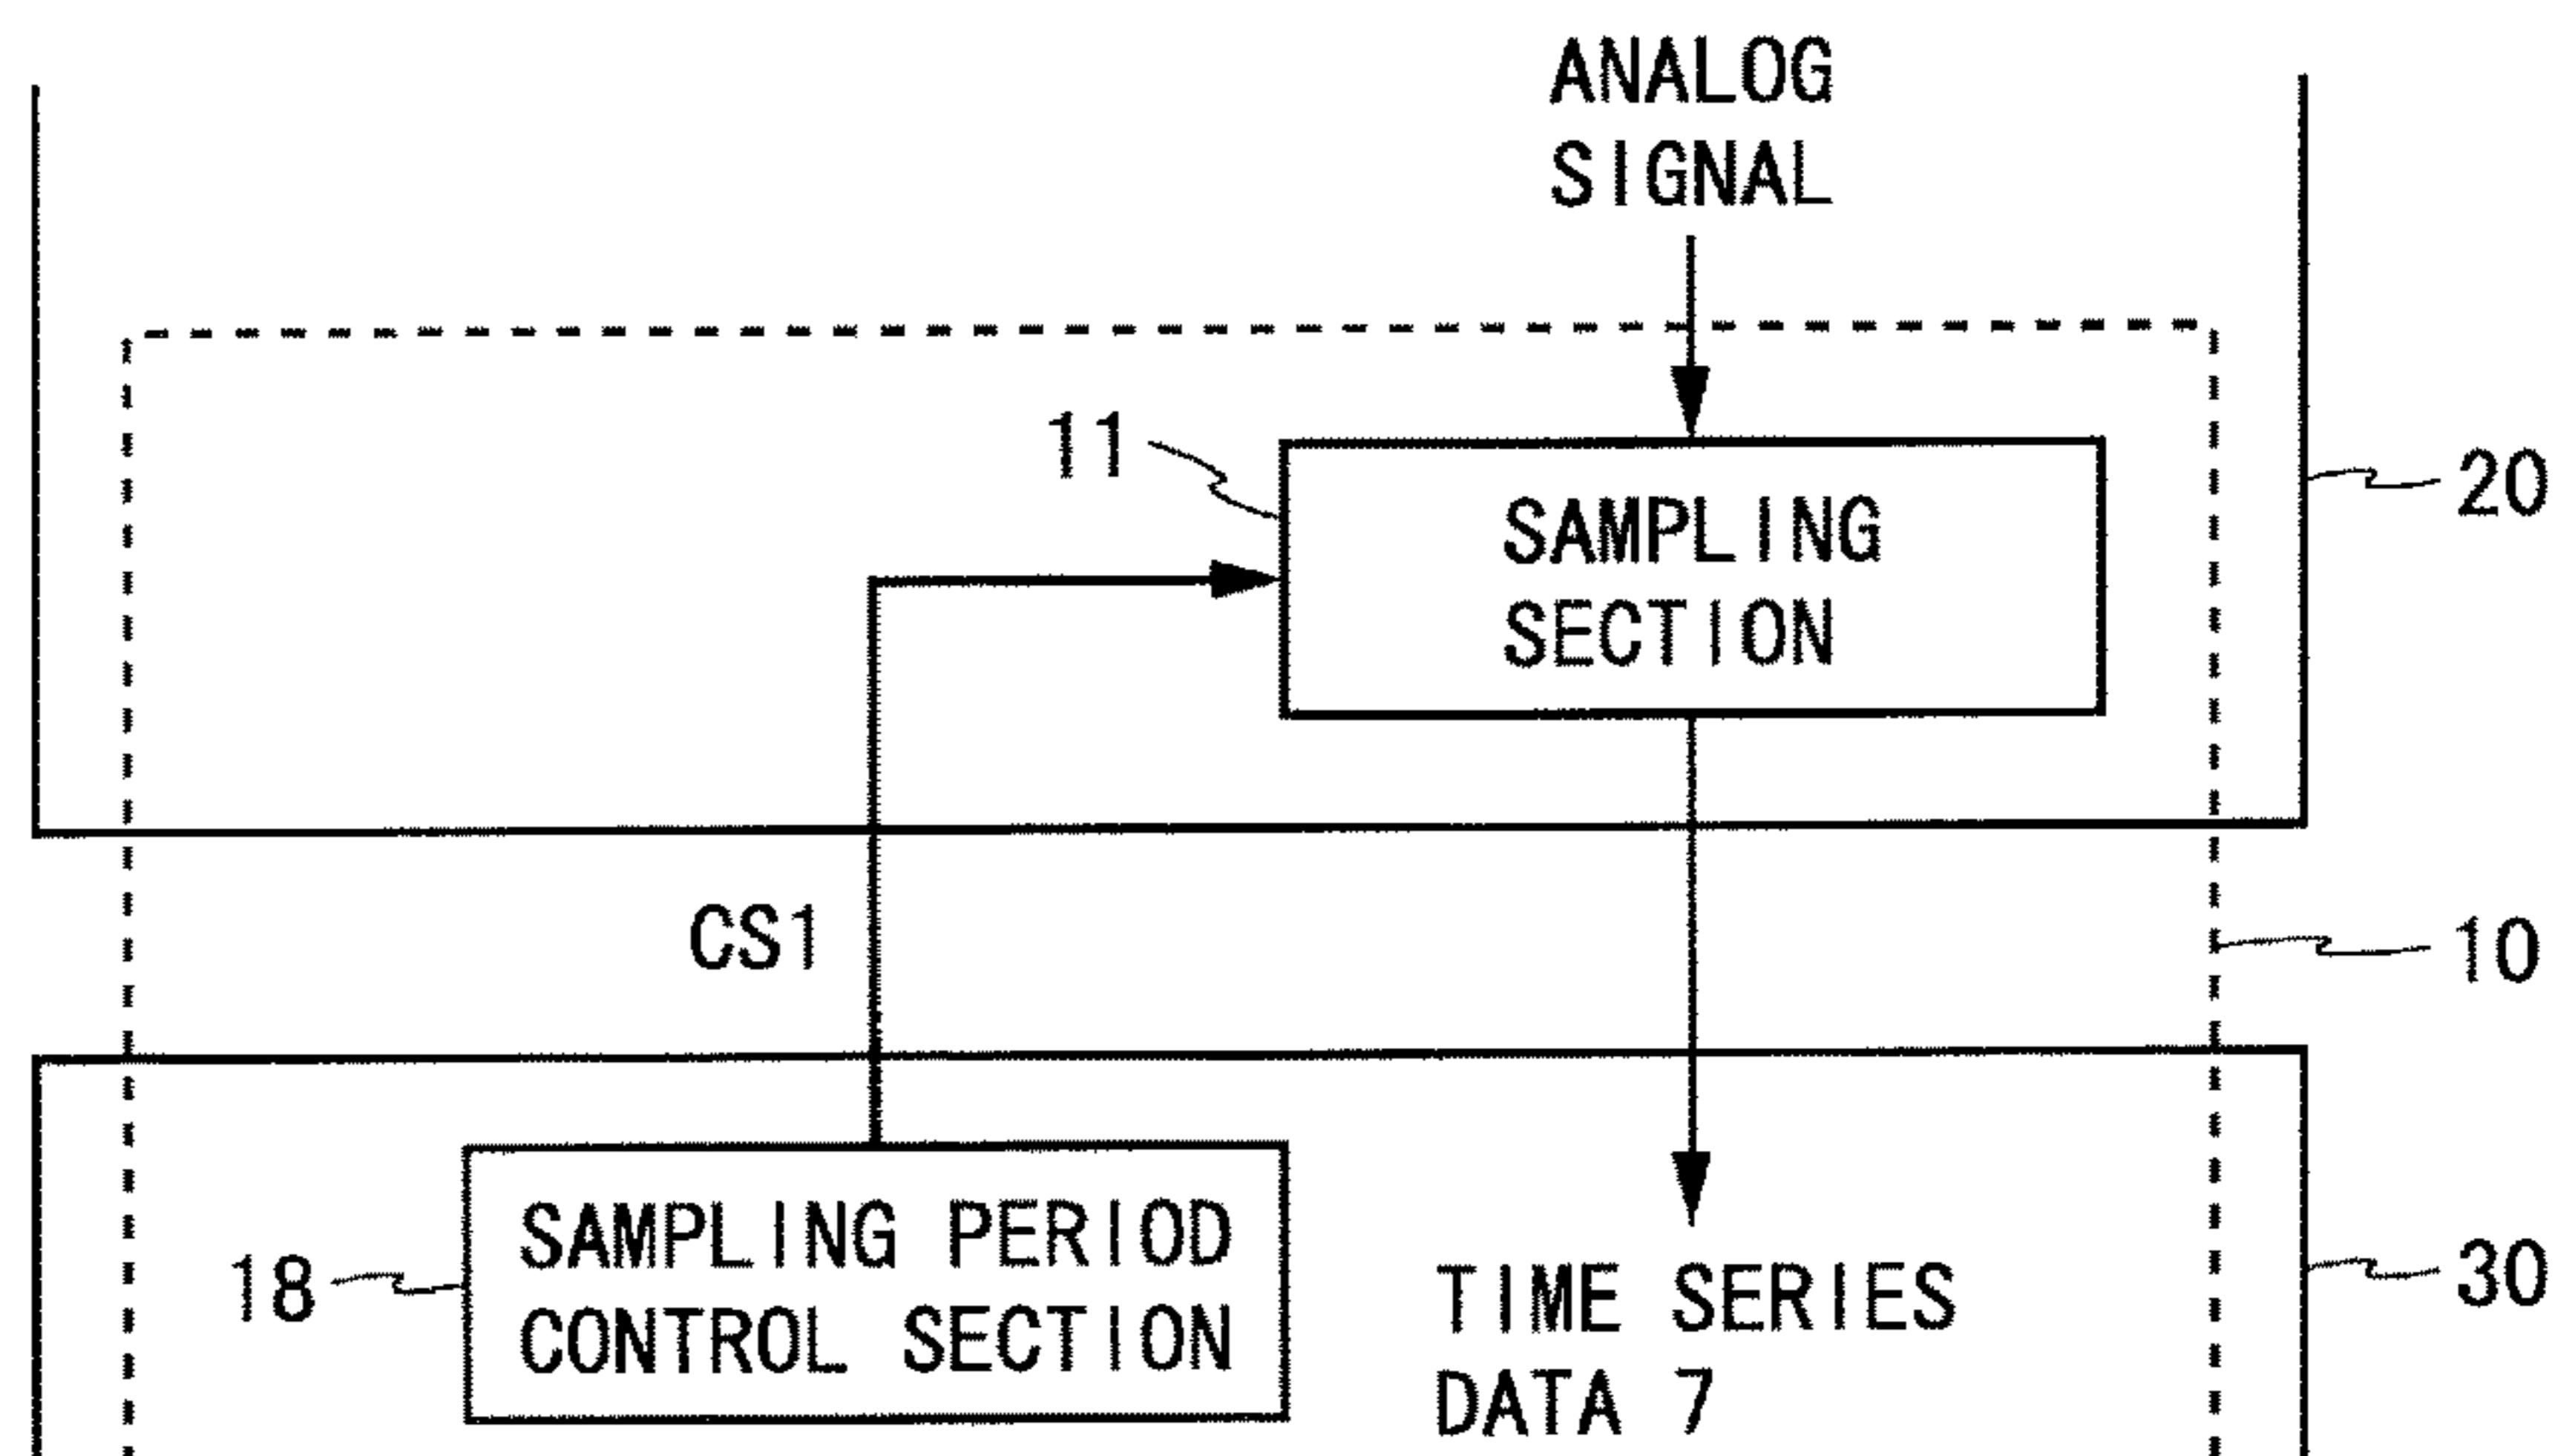 ANALOG
SIGNAL
11
SAMPLING
SECTION
20
CS1
10
18
SAMPLING PERIOD
CONTROL SECTION
TIME SERIES
DATA 7
30